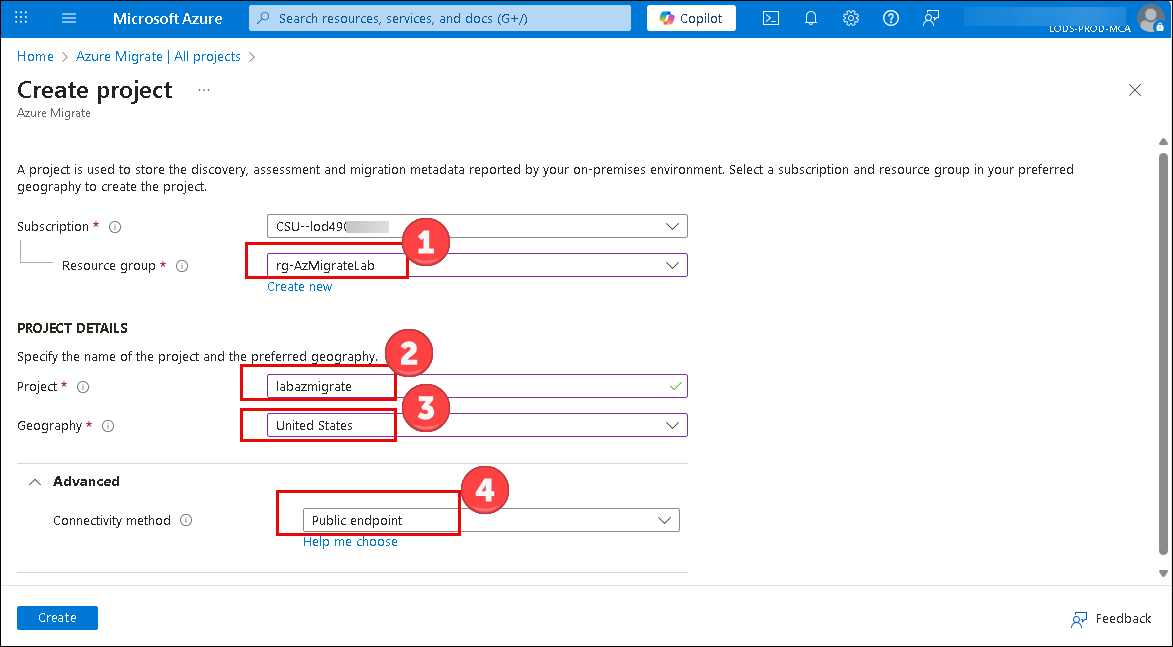 Microsoft Azure
Search resources, services, and docs (G+/)
Copilot
LODS-PROD-MCA
Home > Azure Migrate | All projects >
Create project ...
Azure Migrate
A project is used to store the discovery, assessment and migration metadata reported by your on-premises environment. Select a subscription and resource group in your preferred
geography to create the project.
Subscription *
CSU--lod490
1
Resource group *
rg-AzMigrateLab
Create new
PROJECT DETAILS
Specify the name of the project and the preferred geography.
2
Project *
labazmigrate
3
Geography *
United States
Advanced
4
Connectivity method
Public endpoint
Help me choose
Create
Feedback